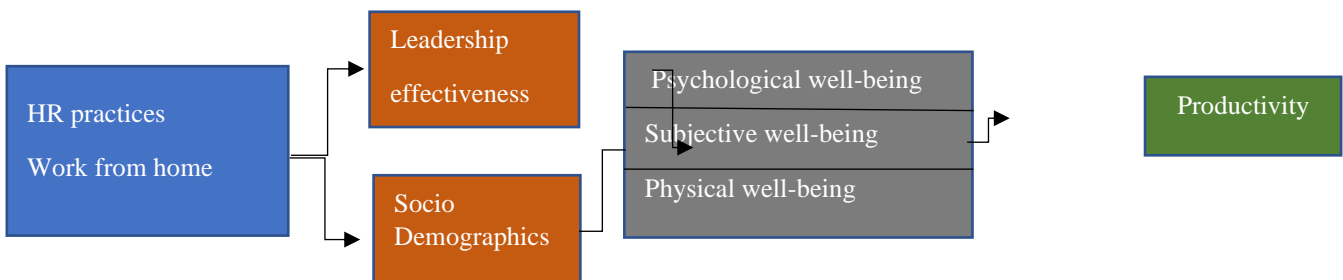 HR practices
Work from home
Leadership
effectiveness
Socio
Demographics
Psychological well-being
Subjective well-being
Physical well-being
Productivity